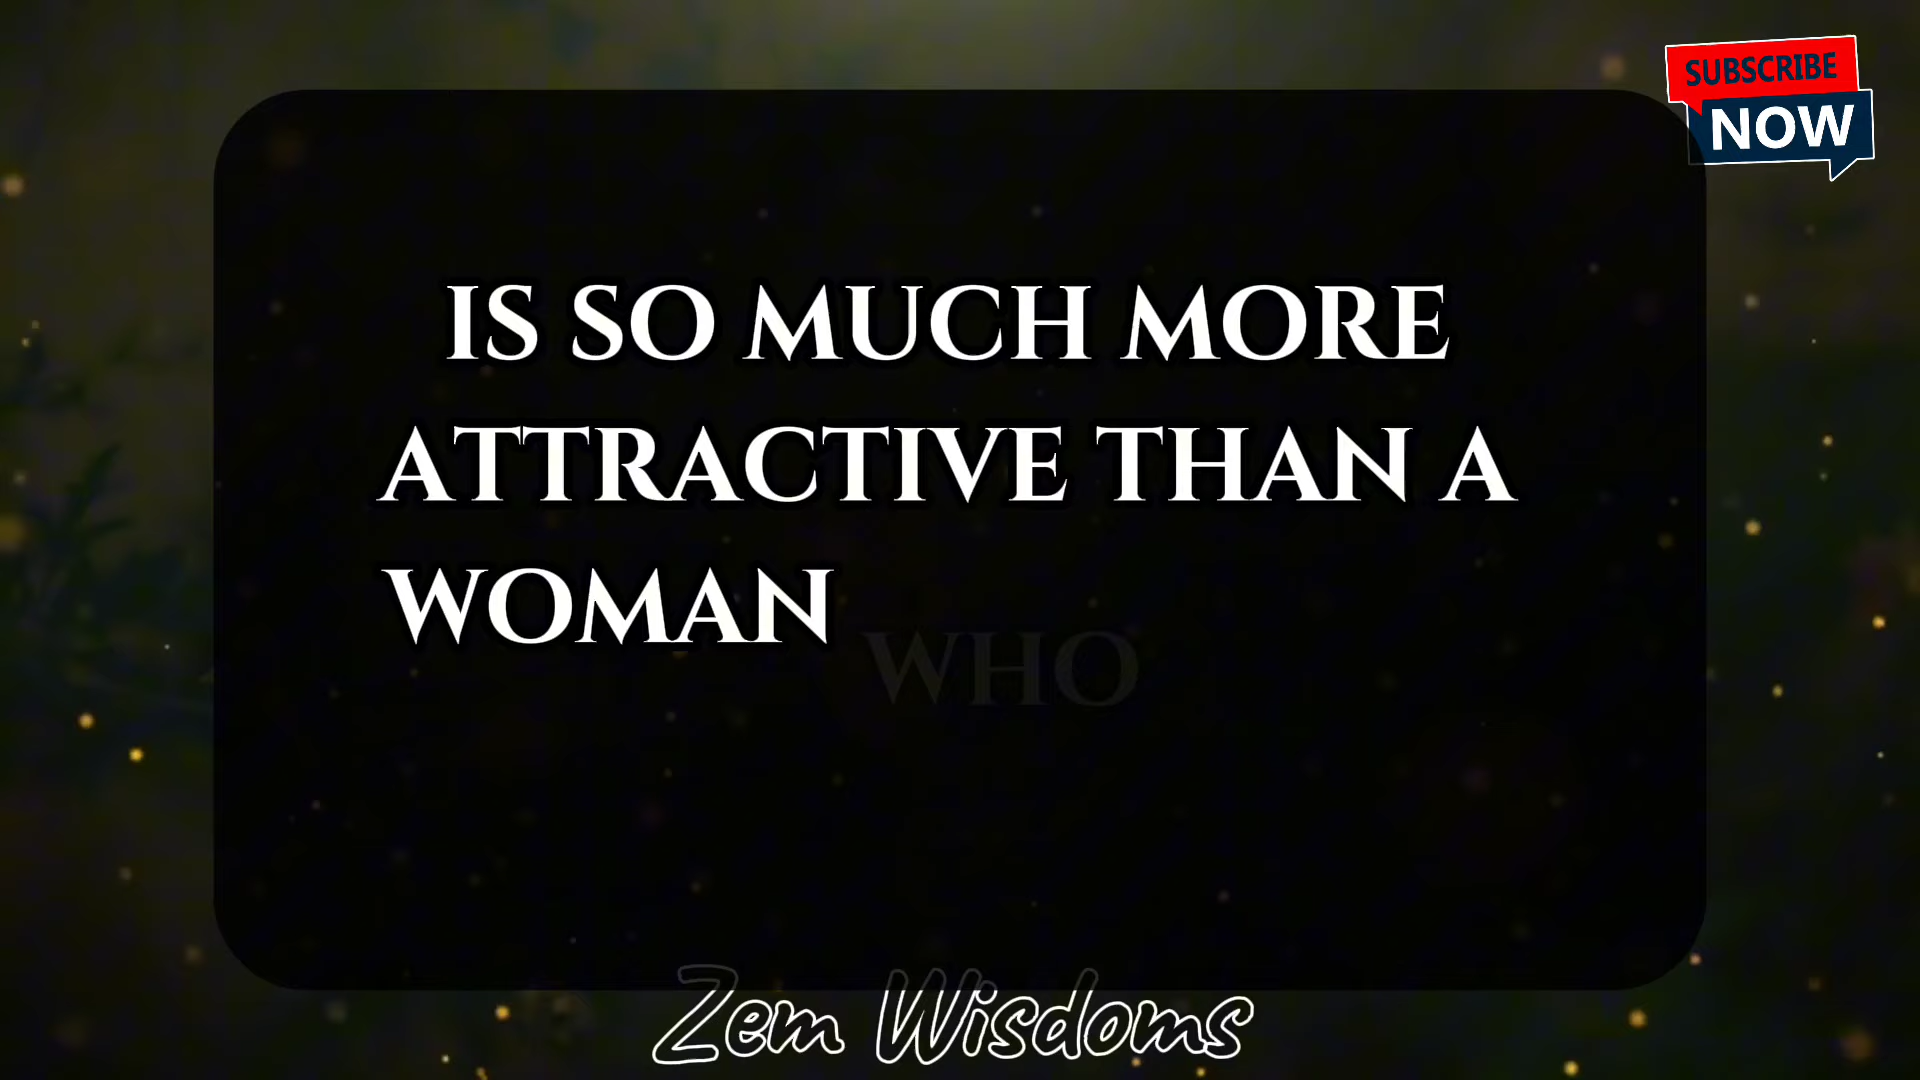 SUBSCRIBE
NOW
IS SO MUCH MORE
ATTRACTIVE THAN A
WOMAN WHO
Zem Wisdoms